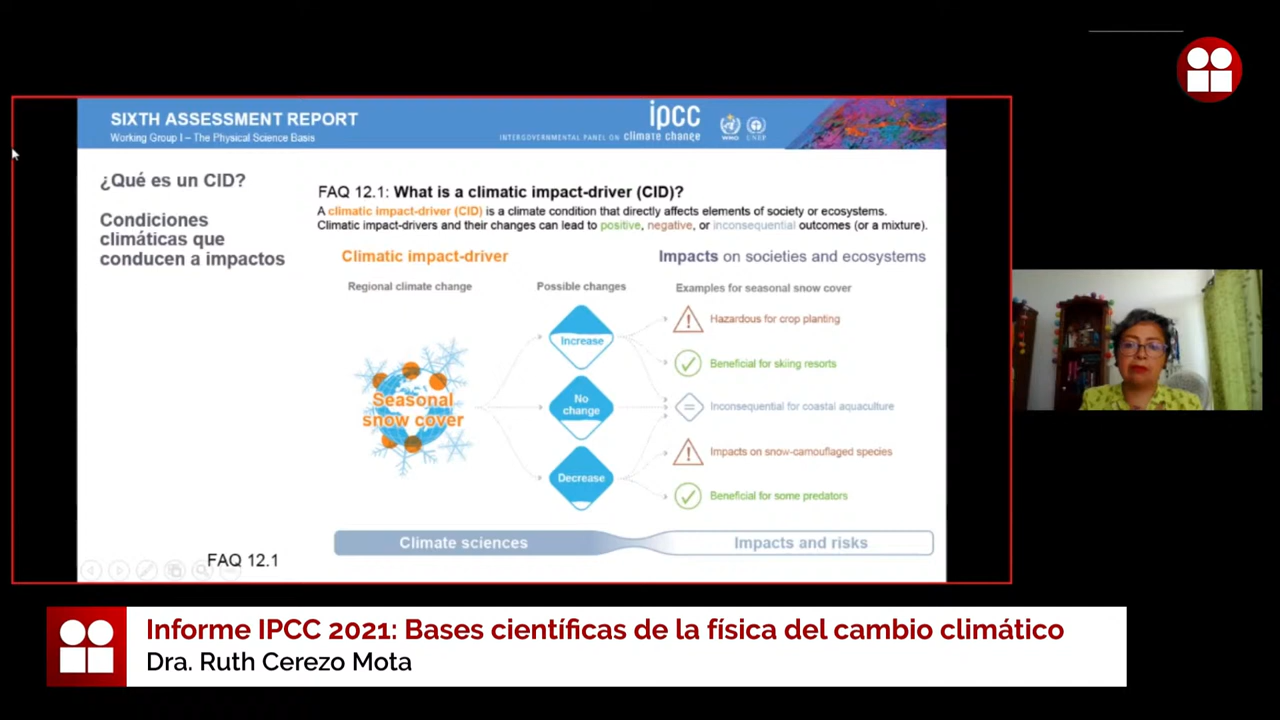 SIXTH ASSESSMENT REPORT
Working Group I – The Physical Science Basis
ipcc
INTERGOVERNMENTAL PANEL ON climate change
WMO
UNEP
¿Qué es un CID?
Condiciones
climáticas que
conducen a impactos
FAQ 12.1: What is a climatic impact-driver (CID)?
A climatic impact-driver (CID) is a climate condition that directly affects elements of society or ecosystems.
Climatic impact-drivers and their changes can lead to positive, negative, or inconsequential outcomes (or a mixture).
Climatic impact-driver
Impacts on societies and ecosystems
Regional climate change
Possible changes
Examples for seasonal snow cover
Seasonal
snow cover
Increase
No
change
Decrease
Hazardous for crop planting
Beneficial for skiing resorts
Inconsequential for coastal aquaculture
Impacts on snow-camouflaged species
Beneficial for some predators
Climate sciences
Impacts and risks
FAQ 12.1
Informe IPCC 2021: Bases científicas de la física del cambio climático
Dra. Ruth Cerezo Mota